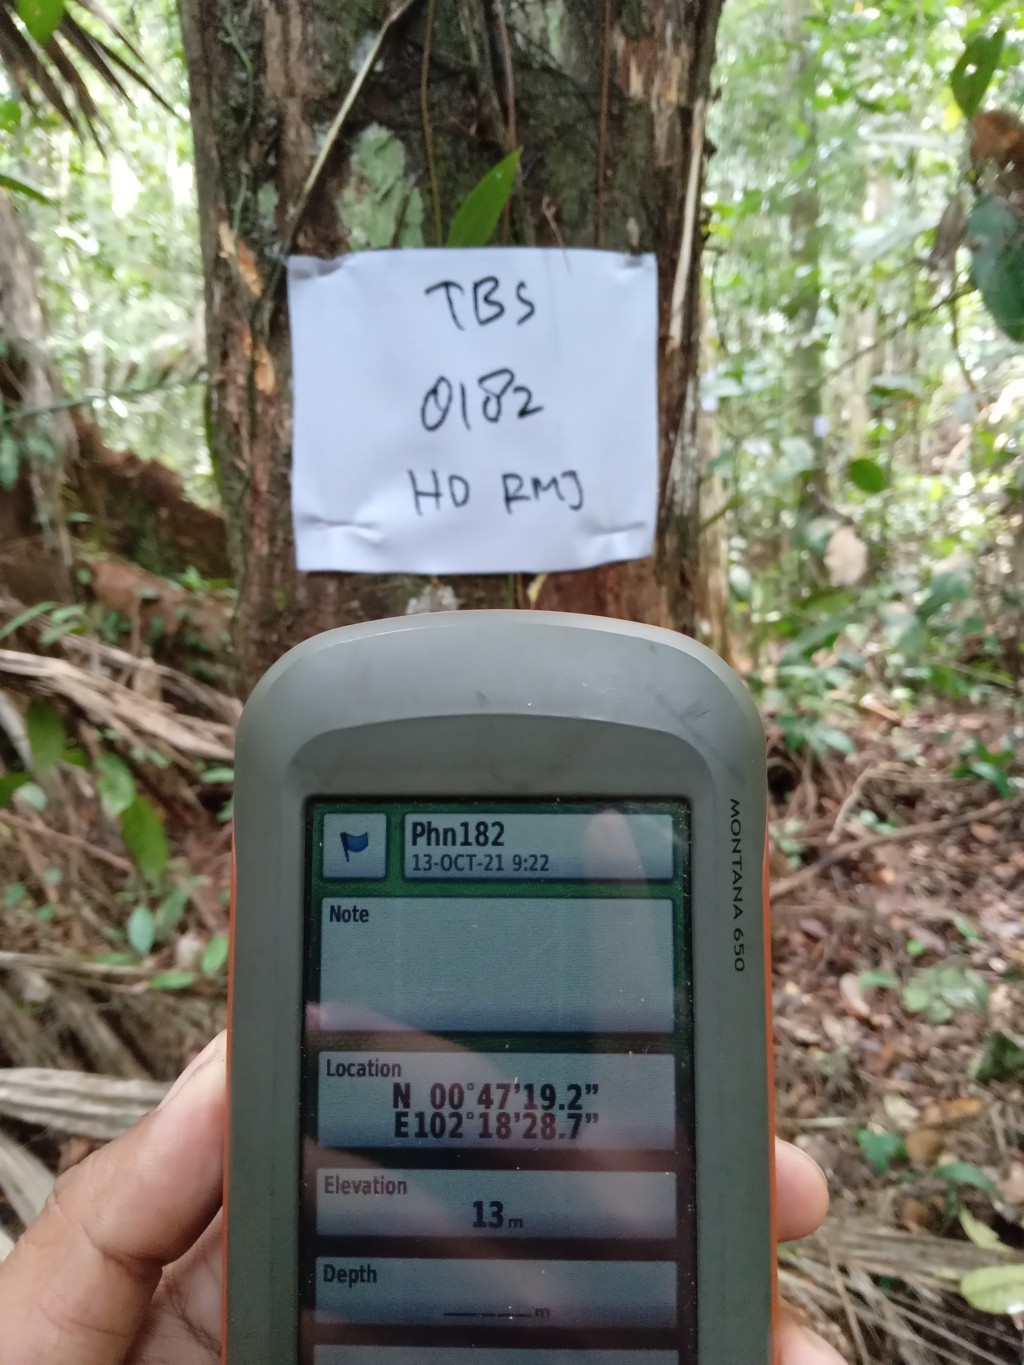 TBS
0182
HD RMJ
MONTANA 650
Phn182
13-OCT-21 9:22
Note
Location
N 00°47'19.2"
E102°18'28.7"
Elevation
13m
Depth
_____m